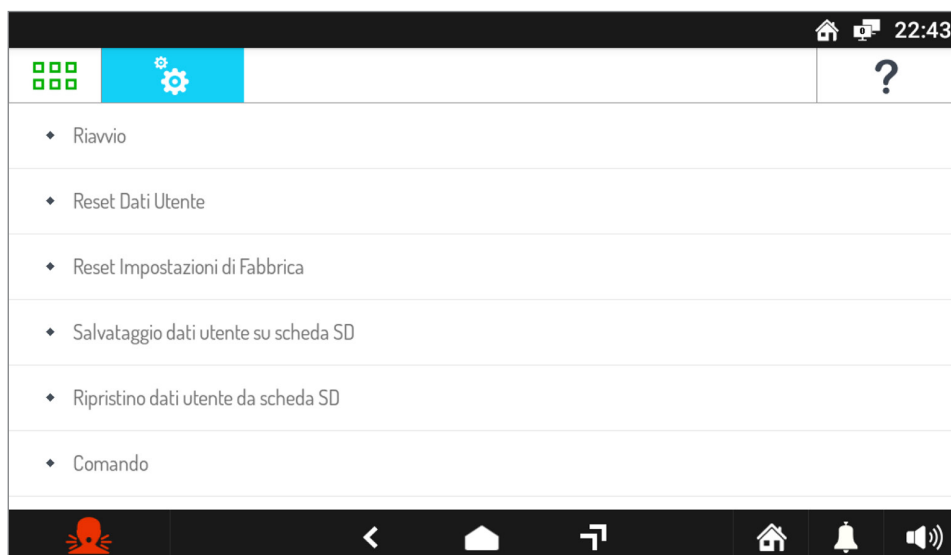 22:43
?
Riavvio
Reset Dati Utente
Reset Impostazioni di Fabbrica
Salvataggio dati utente su scheda SD
Ripristino dati utente da scheda SD
Comando